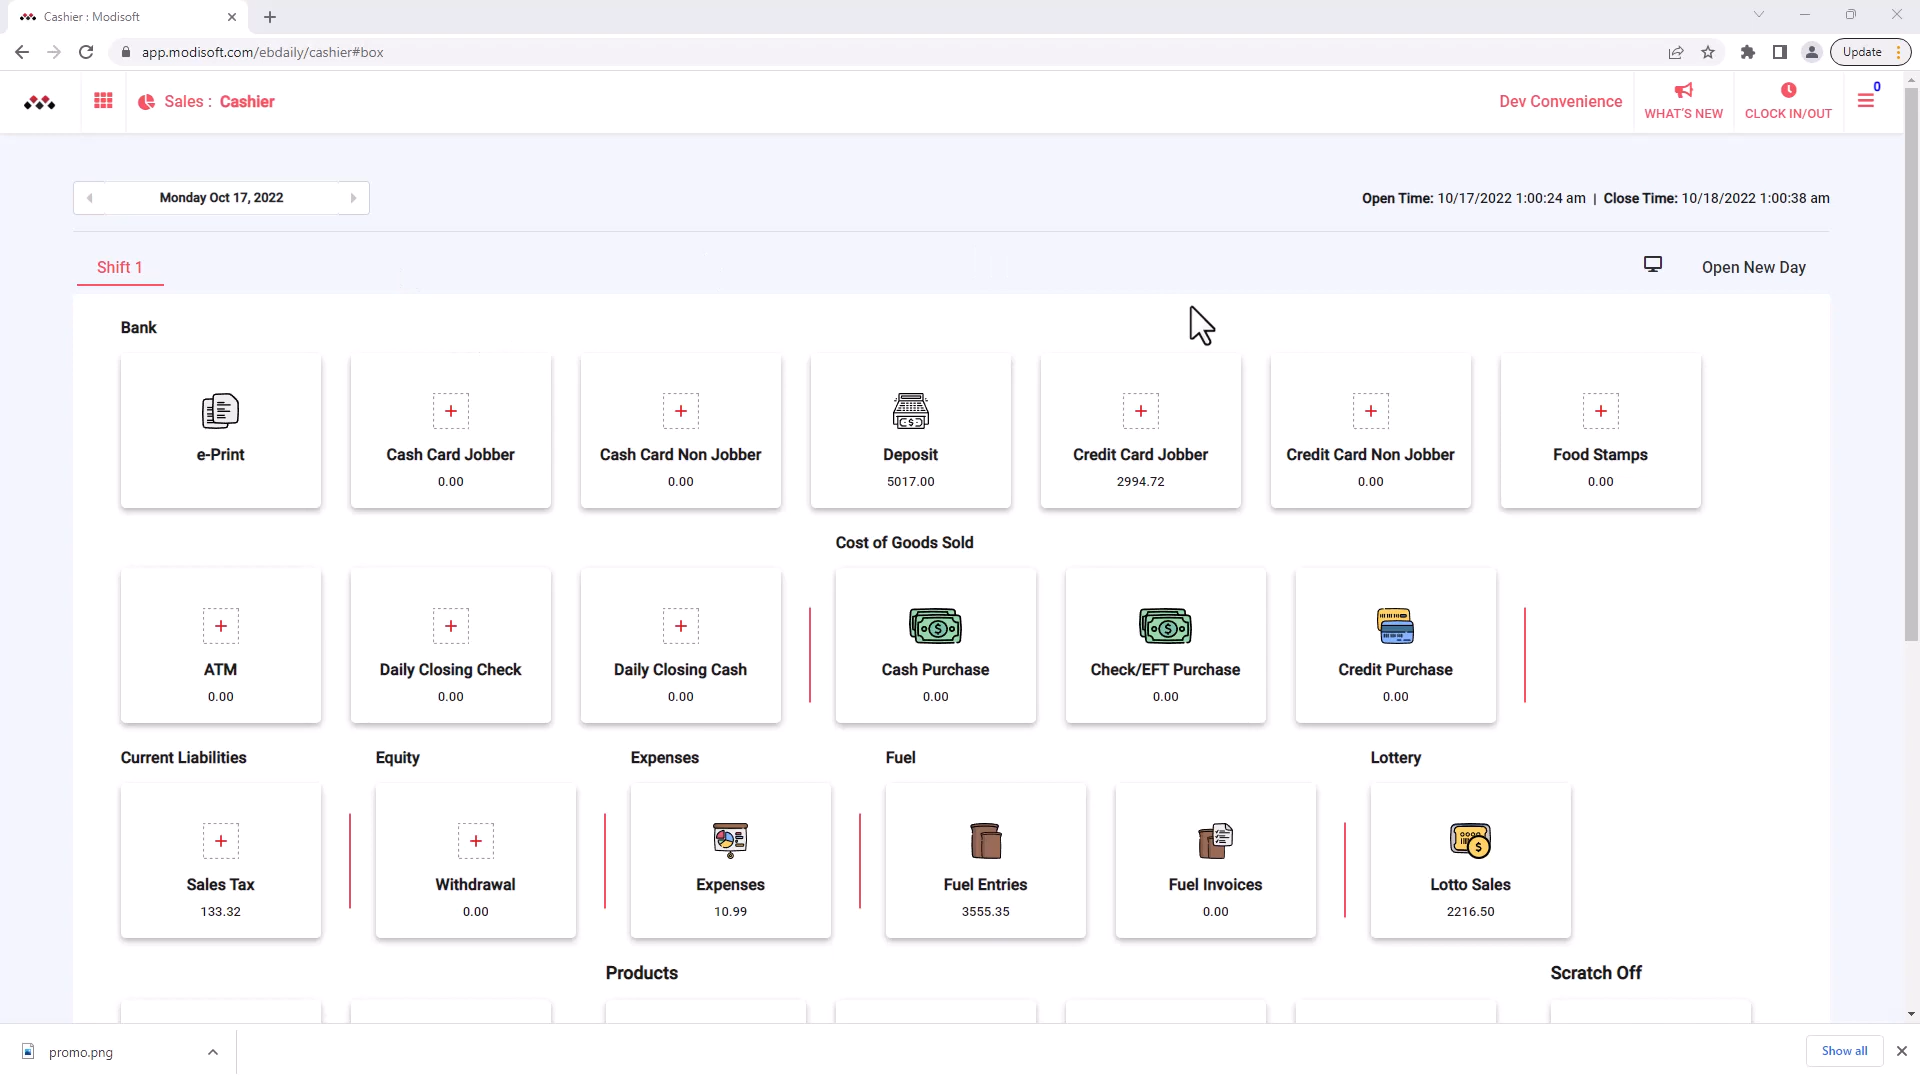 Cashier : Modisoft
app.modisoft.com/ebdaily/cashier#box
Update
Sales : Cashier
Dev Convenience
WHAT'S NEW
CLOCK IN/OUT
0
Monday Oct 17, 2022
Open Time: 10/17/2022 1:00:24 am | Close Time: 10/18/2022 1:00:38 am
Shift 1
Open New Day
Bank
e-Print
Cash Card Jobber
0.00
Cash Card Non Jobber
0.00
Deposit
5017.00
Credit Card Jobber
2994.72
Credit Card Non Jobber
0.00
Food Stamps
0.00
Cost of Goods Sold
ATM
0.00
Daily Closing Check
0.00
Daily Closing Cash
0.00
Cash Purchase
0.00
Check/EFT Purchase
0.00
Credit Purchase
0.00
Current Liabilities
Equity
Expenses
Fuel
Lottery
Sales Tax
133.32
Withdrawal
0.00
Expenses
10.99
Fuel Entries
3555.35
Fuel Invoices
0.00
Lotto Sales
2216.50
Products
Scratch Off
promo.png
Show all